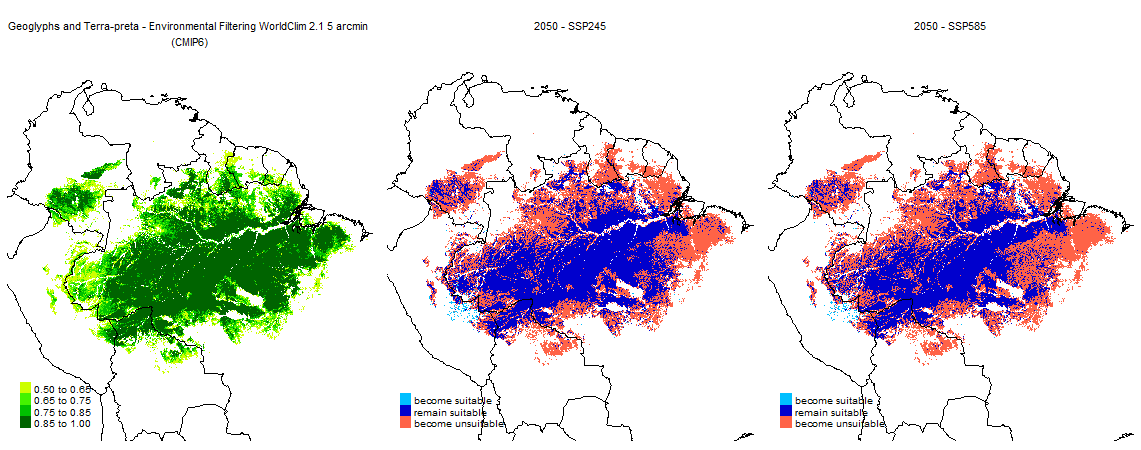 Geoglyphs and Terra-preta - Environmental Filtering WorldClim 2.1 5 arcmin
(CMIP6)
0.50 to 0.65
0.65 to 0.75
0.75 to 0.85
0.85 to 1.00
2050 - SSP245
become suitable
remain suitable
become unsuitable
2050 - SSP585
become suitable
remain suitable
become unsuitable